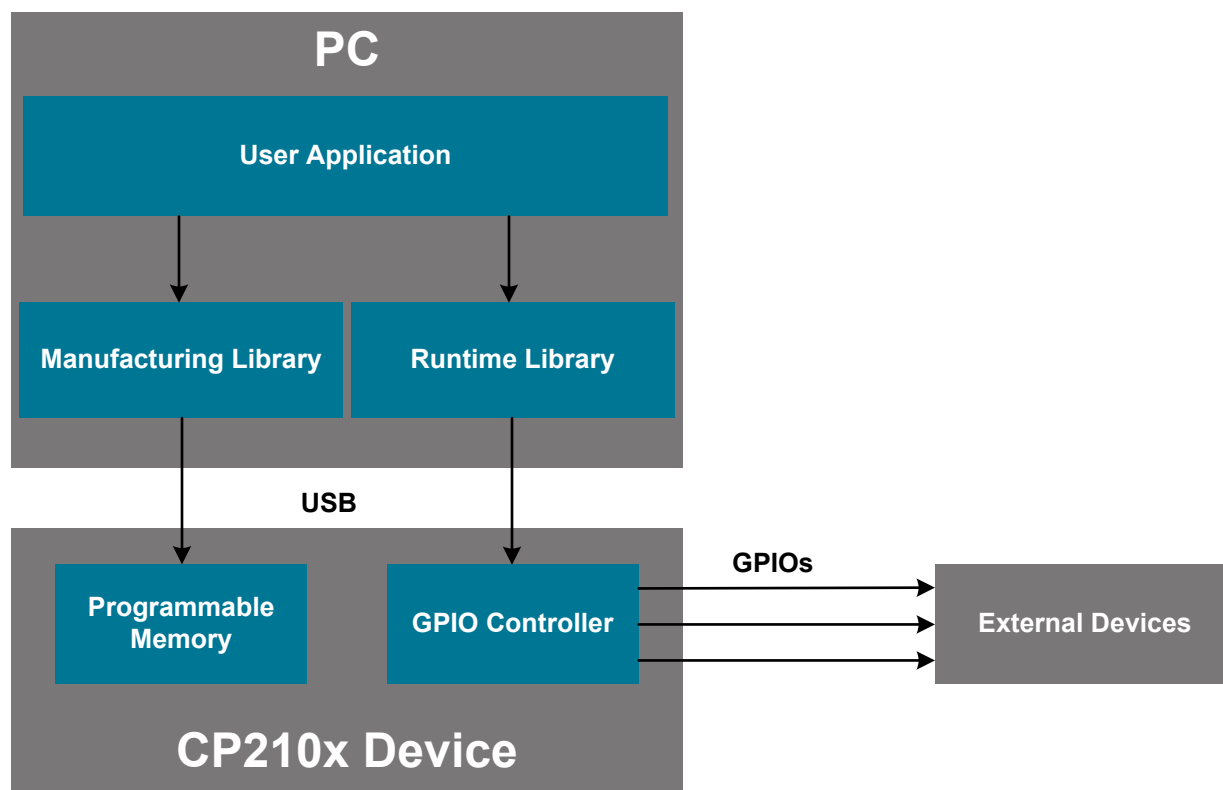 PC
User Application
Manufacturing Library
Runtime Library
USB
GPIOs
Programmable
Memory
GPIO Controller
External Devices
CP210x Device